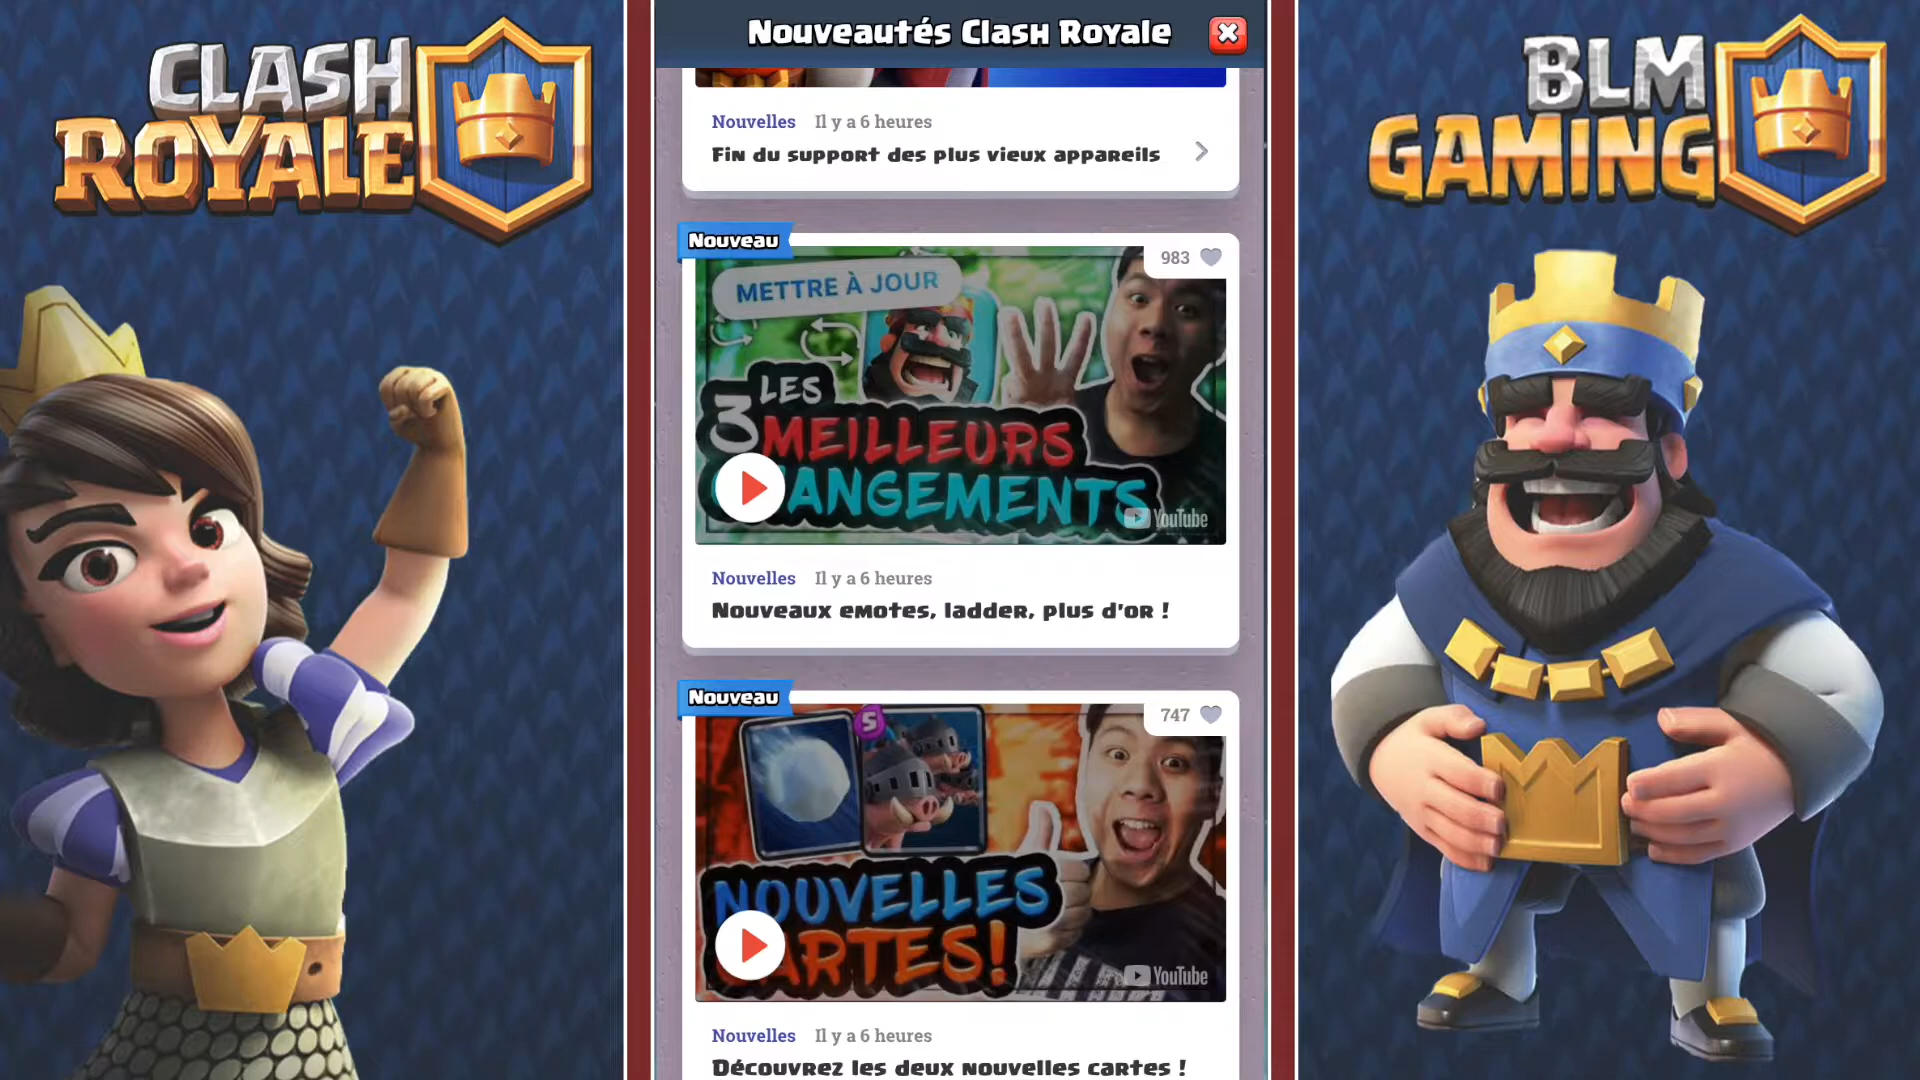 CLASH
ROYALE
Nouveautés Clash Royale
BLM
GAMING
Nouvelles Il y a 6 heures
Fin du support des plus vieux appareils
Nouveau
983
METTRE À JOUR
LES
3 MEILLEURS
ANGEMENTS
YouTube
Nouvelles Il y a 6 heures
Nouveaux emotes, ladder, plus d'or !
Nouveau
747
5
NOUVELLES
ARTES!
YouTube
Nouvelles Il y a 6 heures
Découvrez les deux nouvelles cartes !